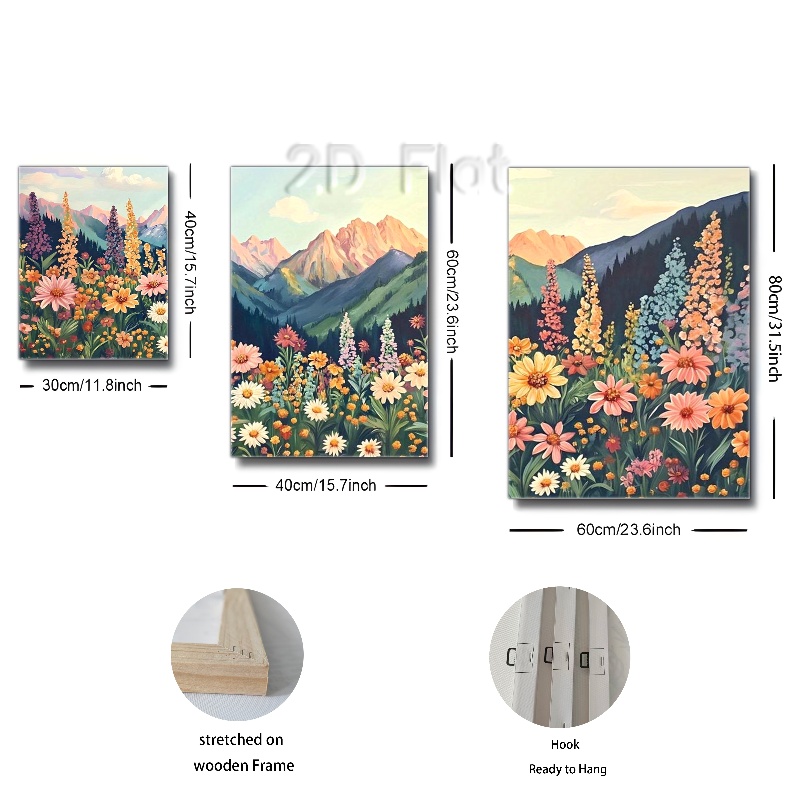 2D Flat
40cm/15.7inch
30cm/11.8inch
60cm/23.6inch
40cm/15.7inch
80cm/31.5inch
60cm/23.6inch
stretched on
wooden Frame
Hook
Ready to Hang